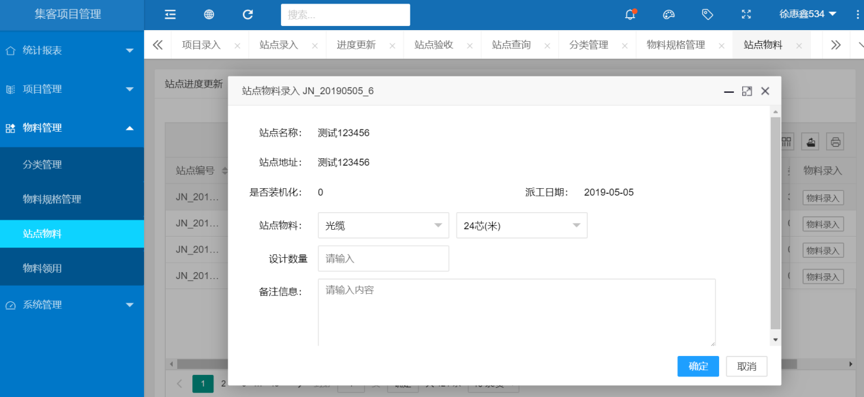 集客项目管理
搜索...
徐惠鑫534
统计报表
项目管理
物料管理
分类管理
物料规格管理
站点物料
物料领用
系统管理
项目录入
站点录入
进度更新
站点验收
站点查询
分类管理
物料规格管理
站点物料
站点进度更新
站点编号
物料录入
JN_201...
物料录入
JN_201...
物料录入
JN_201...
物料录入
JN_201...
物料录入
站点物料录入 JN_20190505_6
站点名称： 测试123456
站点地址： 测试123456
是否装机化： 0
派工日期： 2019-05-05
站点物料： 光缆 24芯(米)
设计数量 请输入
备注信息： 请输入内容
确定 取消
1 2